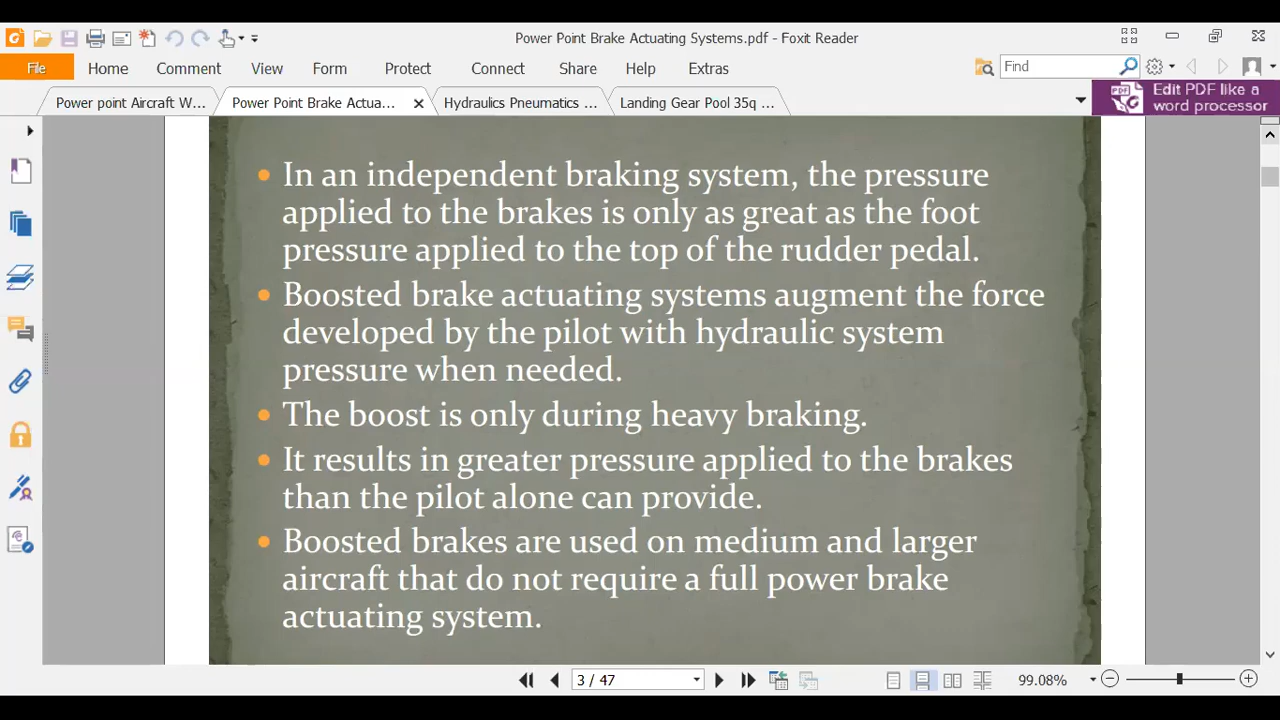 Power Point Brake Actuating Systems.pdf - Foxit Reader
File Home Comment View Form Protect Connect Share Help Extras Find
Power point Aircraft W... Power Point Brake Actua... Hydraulics Pneumatics ... Landing Gear Pool 35q ...
Edit PDF like a
word processor
• In an independent braking system, the pressure
applied to the brakes is only as great as the foot
pressure applied to the top of the rudder pedal.
• Boosted brake actuating systems augment the force
developed by the pilot with hydraulic system
pressure when needed.
• The boost is only during heavy braking.
• It results in greater pressure applied to the brakes
than the pilot alone can provide.
• Boosted brakes are used on medium and larger
aircraft that do not require a full power brake
actuating system.
3 / 47 99.08%